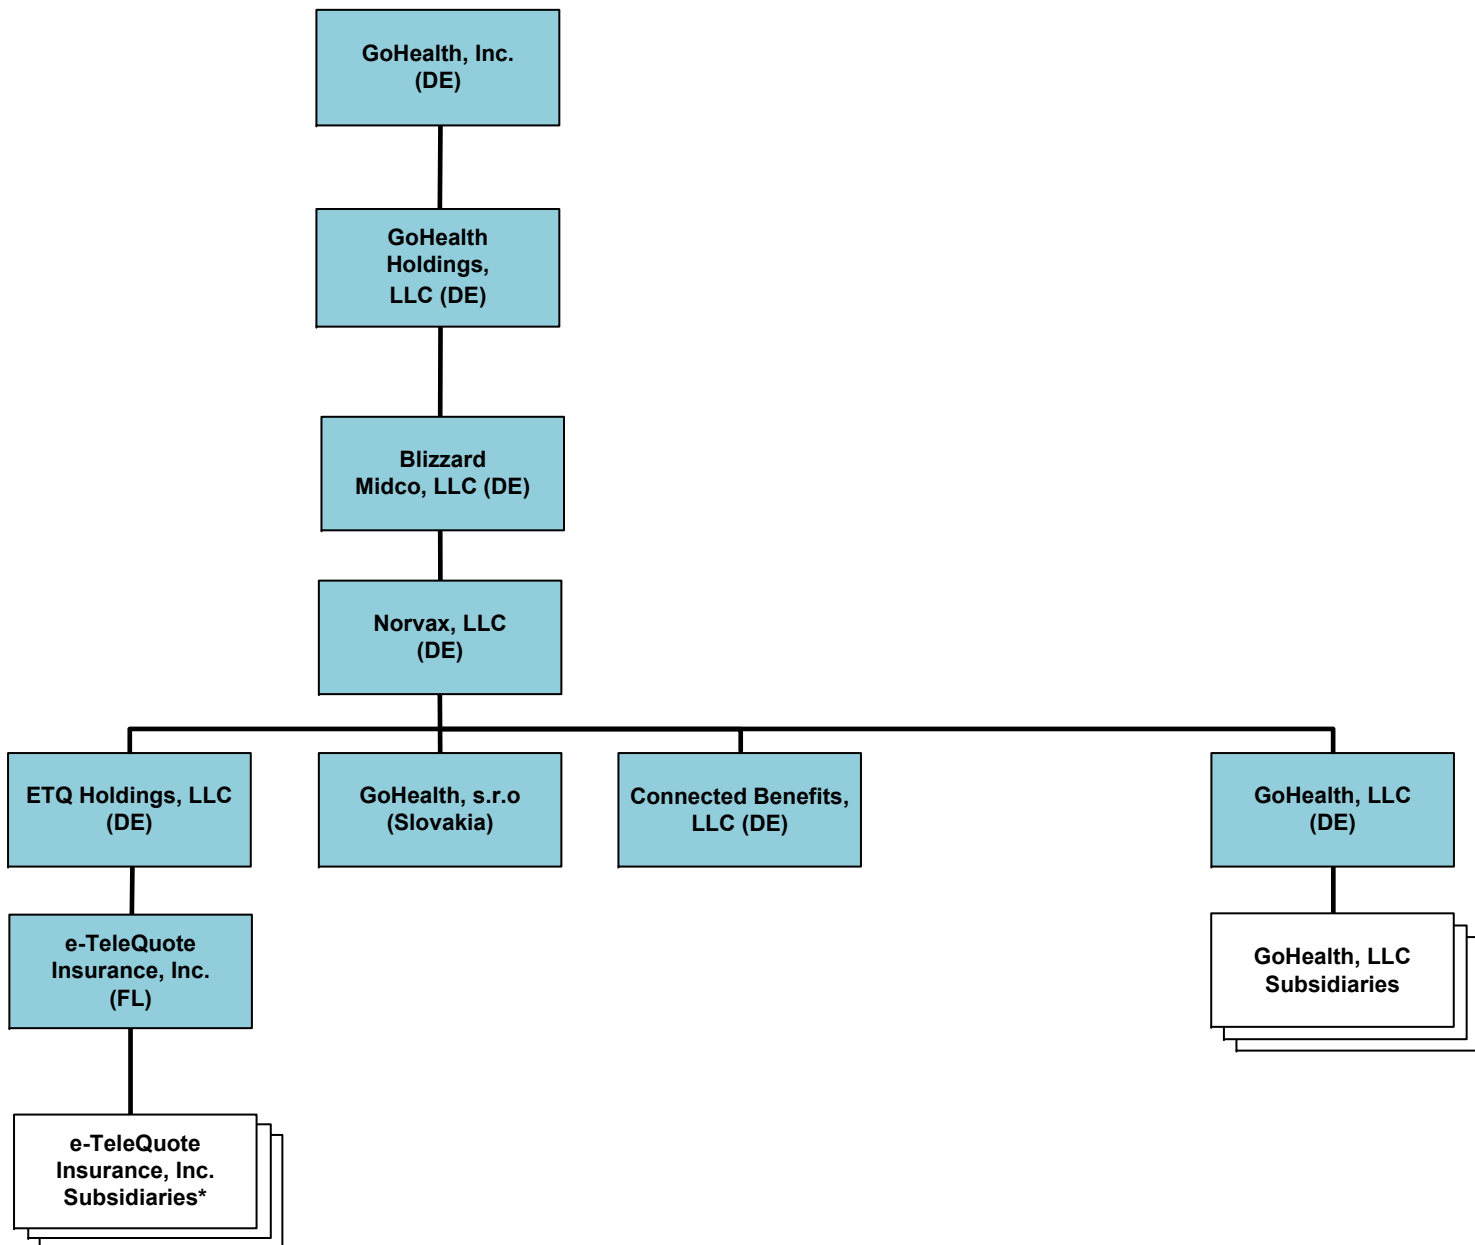 GoHealth, Inc.
(DE)
GoHealth
Holdings,
LLC (DE)
Blizzard
Midco, LLC (DE)
Norvax, LLC
(DE)
ETQ Holdings, LLC
(DE)
GoHealth, s.r.o
(Slovakia)
Connected Benefits,
LLC (DE)
GoHealth, LLC
(DE)
e-TeleQuote
Insurance, Inc.
(FL)
GoHealth, LLC
Subsidiaries
e-TeleQuote
Insurance, Inc.
Subsidiaries*